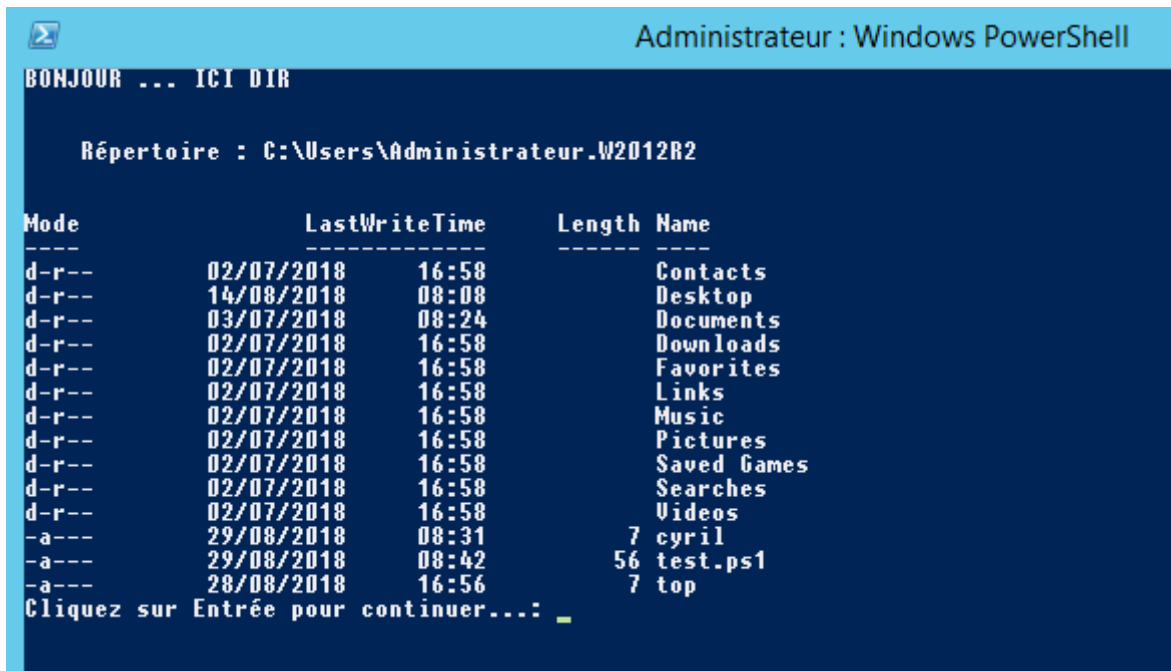 Administrateur : Windows PowerShell
BONJOUR ... ICI DIR
Répertoire : C:\Users\Administrateur.W2012R2
Mode LastWriteTime Length Name
---- ------------- ------ ----
d-r-- 02/07/2018 16:58 Contacts
d-r-- 14/08/2018 08:08 Desktop
d-r-- 03/07/2018 08:24 Documents
d-r-- 02/07/2018 16:58 Downloads
d-r-- 02/07/2018 16:58 Favorites
d-r-- 02/07/2018 16:58 Links
d-r-- 02/07/2018 16:58 Music
d-r-- 02/07/2018 16:58 Pictures
d-r-- 02/07/2018 16:58 Saved Games
d-r-- 02/07/2018 16:58 Searches
d-r-- 02/07/2018 16:58 Videos
-a--- 29/08/2018 08:31 7 cyril
-a--- 29/08/2018 08:42 56 test.ps1
-a--- 28/08/2018 16:56 7 top
Cliquez sur Entrée pour continuer...: _